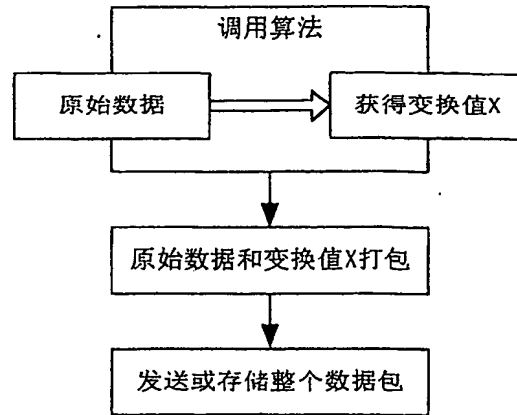 调用算法
原始数据
获得变换值X
原始数据和变换值X打包
发送或存储整个数据包